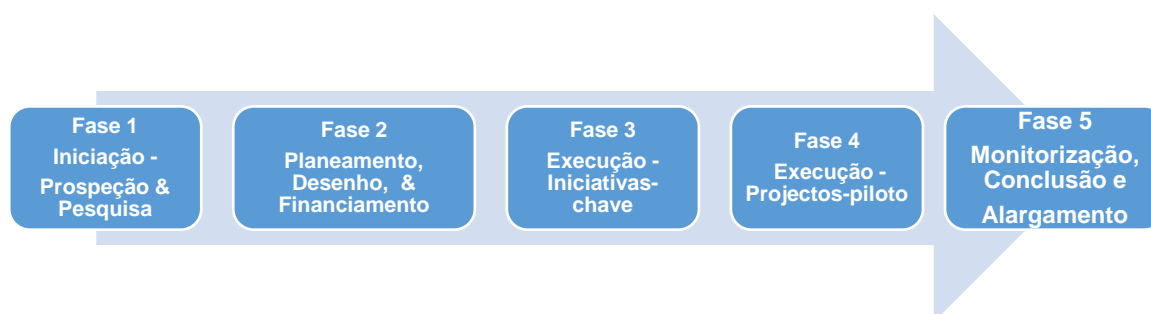 Fase 1
Iniciação -
Prospeção &
Pesquisa
Fase 2
Planeamento,
Desenho, &
Financiamento
Fase 3
Execução -
Iniciativas-
chave
Fase 4
Execução -
Projectos-piloto
Fase 5
Monitorização,
Conclusão e
Alargamento